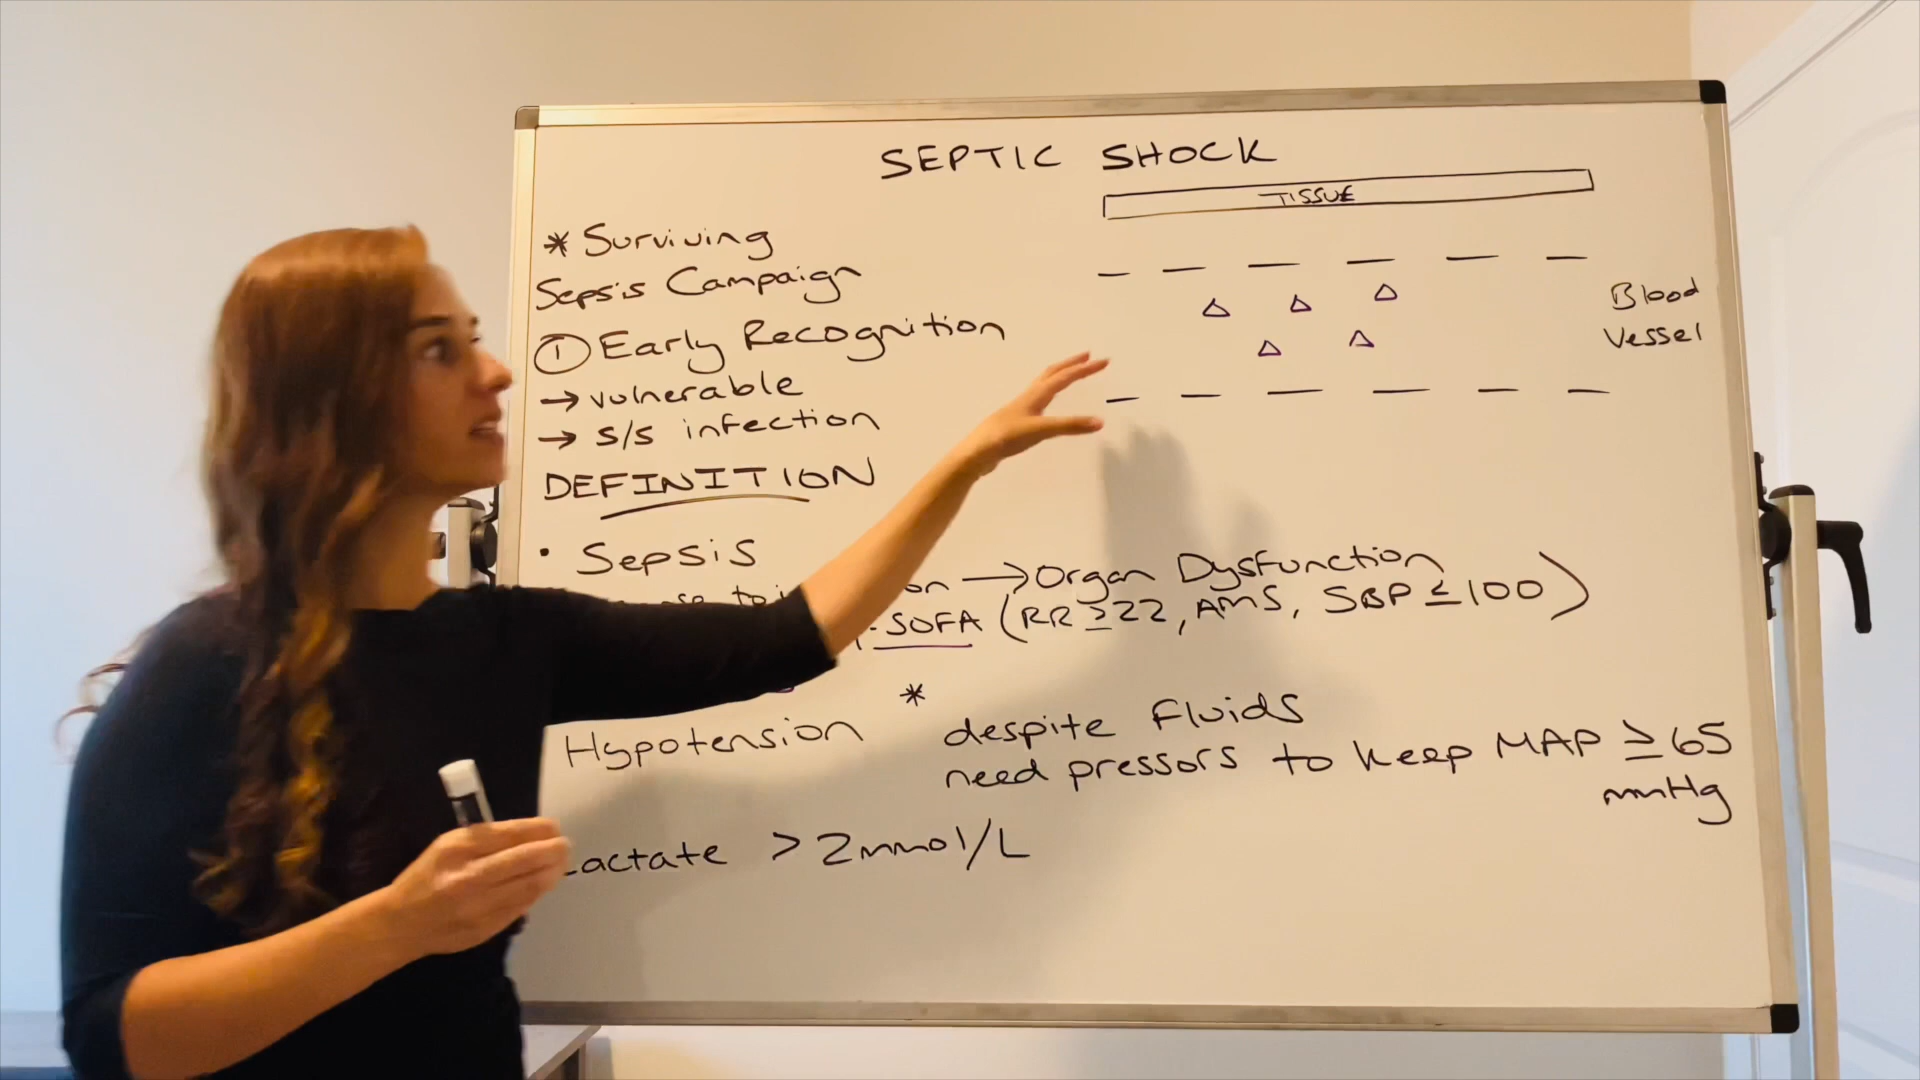 SEPTIC SHOCK
TISSUE
Blood
Vessel
* Surviving
Sepsis Campaign
① Early Recognition
→ vulnerable
→ s/s infection
DEFINITION
• Sepsis
→ Organ Dysfunction
SOFA (RR ≥22, AMS, SBP ≤100)
Hypotension *
despite fluids
need pressors to keep MAP ≥65
mmHg
Lactate > 2mmol/L